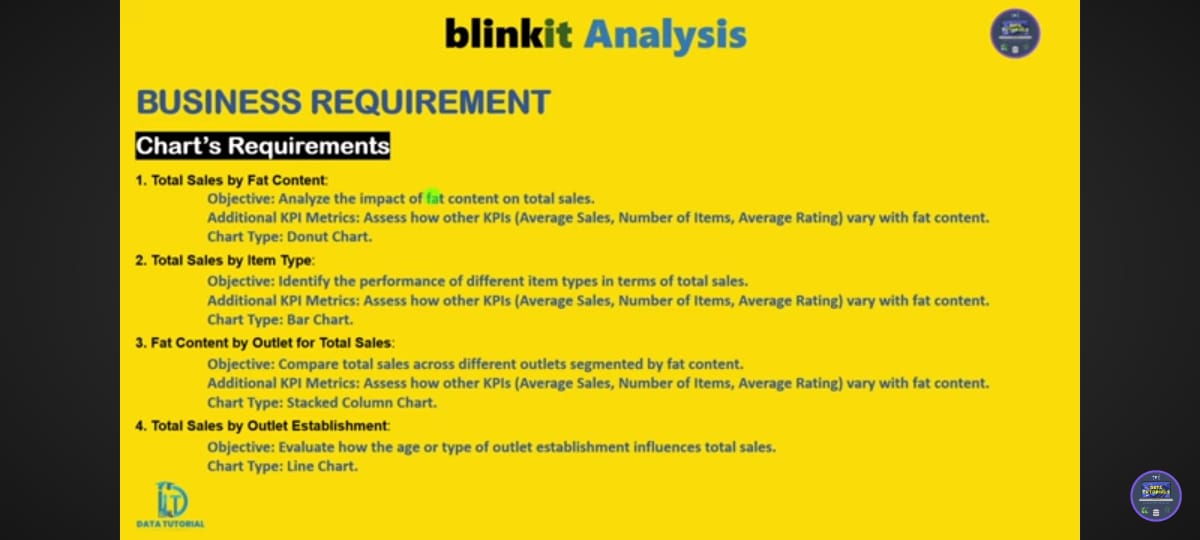 blinkit Analysis
BUSINESS REQUIREMENT
Chart's Requirements
1. Total Sales by Fat Content:
Objective: Analyze the impact of fat content on total sales.
Additional KPI Metrics: Assess how other KPIs (Average Sales, Number of Items, Average Rating) vary with fat content.
Chart Type: Donut Chart.
2. Total Sales by Item Type:
Objective: Identify the performance of different item types in terms of total sales.
Additional KPI Metrics: Assess how other KPIs (Average Sales, Number of Items, Average Rating) vary with fat content.
Chart Type: Bar Chart.
3. Fat Content by Outlet for Total Sales:
Objective: Compare total sales across different outlets segmented by fat content.
Additional KPI Metrics: Assess how other KPIs (Average Sales, Number of Items, Average Rating) vary with fat content.
Chart Type: Stacked Column Chart.
4. Total Sales by Outlet Establishment:
Objective: Evaluate how the age or type of outlet establishment influences total sales.
Chart Type: Line Chart.
DATA TUTORIAL